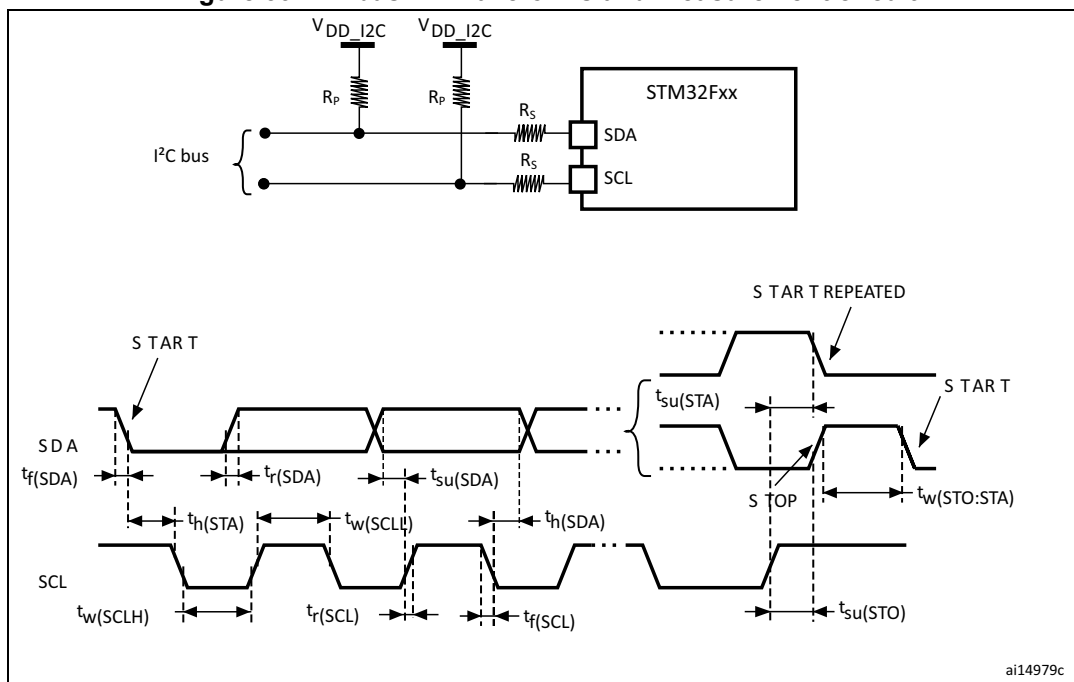 V DD_I2C V DD_I2C
RP RP
STM32Fxx
RS
SDA
I²C bus
RS
SCL
S TAR T REPEATED
S TAR T
tsu(STA)
S TAR T
S D A
tf(SDA)
tr(SDA)
tsu(SDA)
S TOP
tw(STO:STA)
th(STA)
tw(SCLL)
th(SDA)
SCL
tw(SCLH)
tr(SCL)
tf(SCL)
tsu(STO)
ai14979c